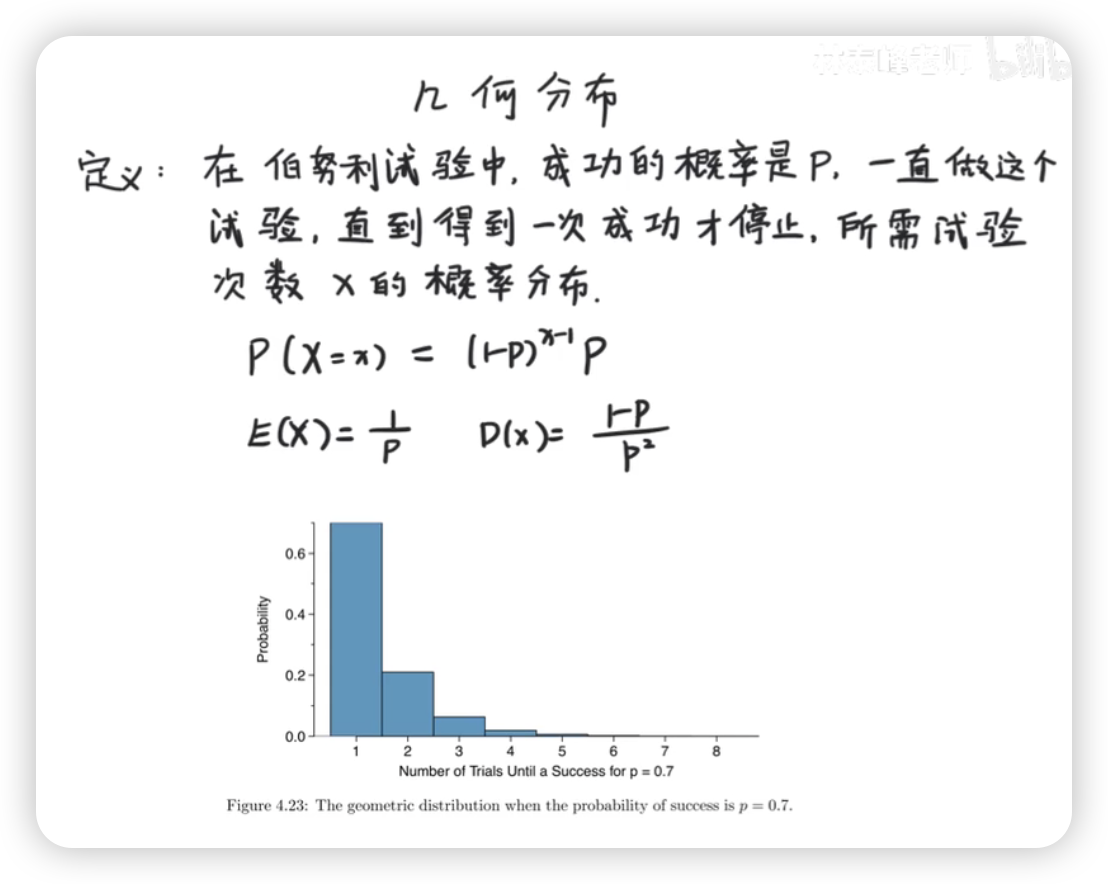 几何分布
定义：在伯努利试验中，成功的概率是P，一直做这个
试验，直到得到一次成功才停止，所需试验
次数 X 的概率分布.
P(X=x) = (1-P)^{x-1} P
E(X)= \frac{1}{P}    D(x)= \frac{1-P}{P^2}
0.6
0.4
0.2
0.0
Probability
1 2 3 4 5 6 7 8
Number of Trials Until a Success for p = 0.7
Figure 4.23: The geometric distribution when the probability of success is p = 0.7.